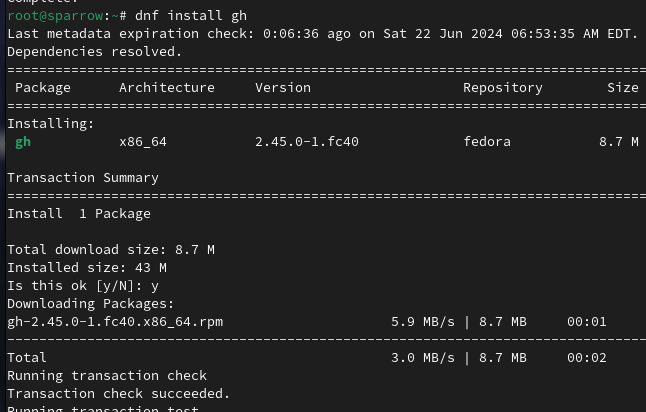 Complete!
root@sparrow:~# dnf install gh
Last metadata expiration check: 0:06:36 ago on Sat 22 Jun 2024 06:53:35 AM EDT.
Dependencies resolved.
================================================================================
Package Architecture Version Repository Size
================================================================================
Installing:
gh x86_64 2.45.0-1.fc40 fedora 8.7 M
Transaction Summary
================================================================================
Install 1 Package
Total download size: 8.7 M
Installed size: 43 M
Is this ok [y/N]: y
Downloading Packages:
gh-2.45.0-1.fc40.x86_64.rpm 5.9 MB/s | 8.7 MB 00:01
--------------------------------------------------------------------------------
Total 3.0 MB/s | 8.7 MB 00:02
Running transaction check
Transaction check succeeded.
Running transaction test